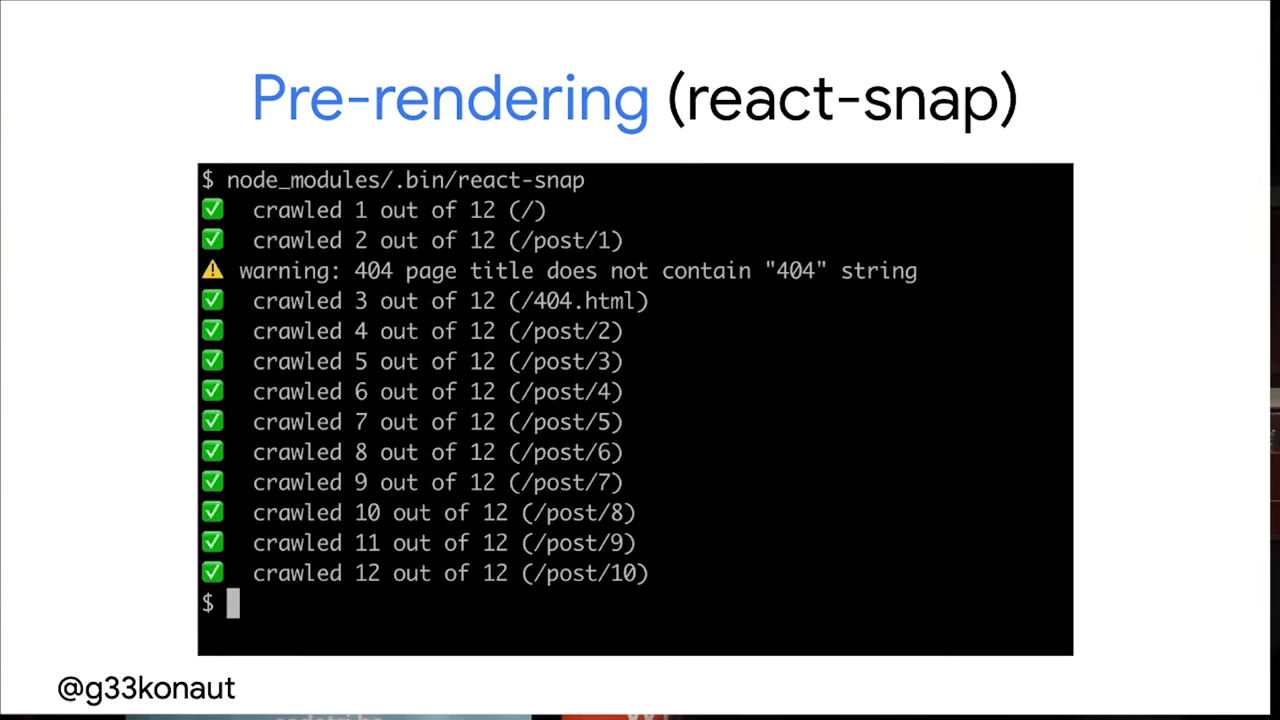 Pre-rendering (react-snap)
$ node_modules/.bin/react-snap
✅ crawled 1 out of 12 (/)
✅ crawled 2 out of 12 (/post/1)
⚠️ warning: 404 page title does not contain "404" string
✅ crawled 3 out of 12 (/404.html)
✅ crawled 4 out of 12 (/post/2)
✅ crawled 5 out of 12 (/post/3)
✅ crawled 6 out of 12 (/post/4)
✅ crawled 7 out of 12 (/post/5)
✅ crawled 8 out of 12 (/post/6)
✅ crawled 9 out of 12 (/post/7)
✅ crawled 10 out of 12 (/post/8)
✅ crawled 11 out of 12 (/post/9)
✅ crawled 12 out of 12 (/post/10)
$
@g33konaut